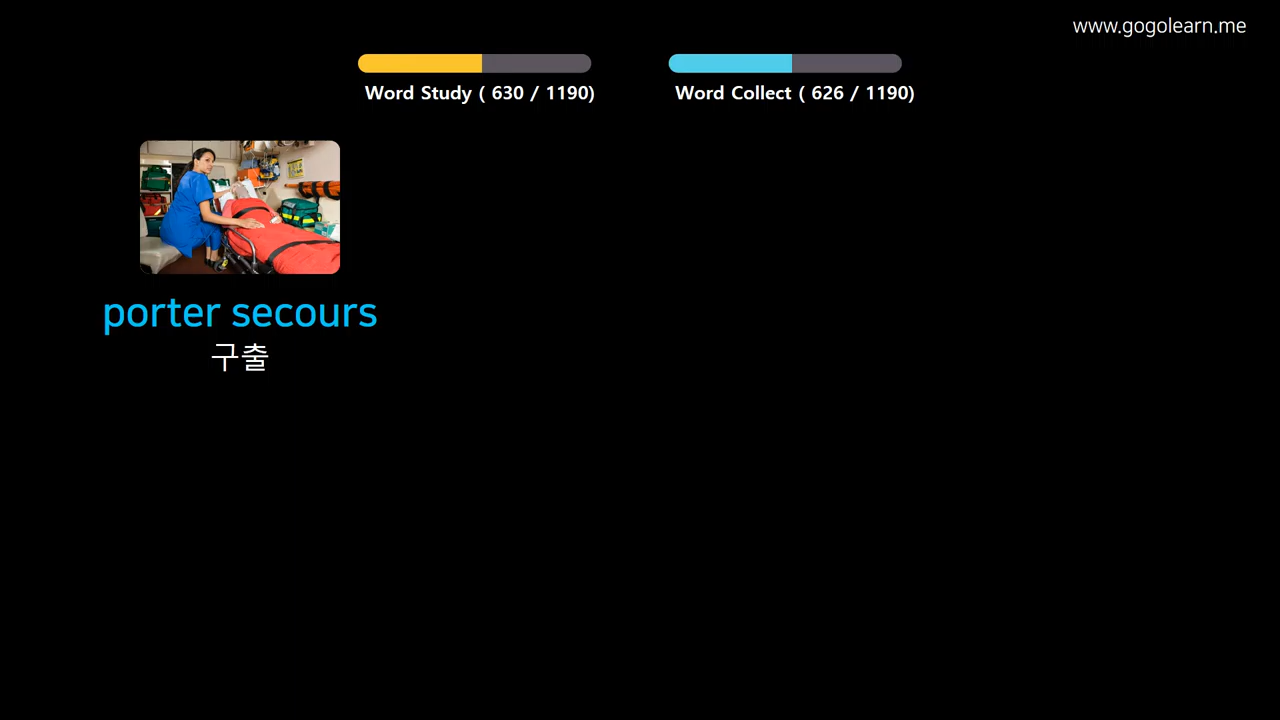 www.gogolearn.me
Word Study ( 630 / 1190)
Word Collect ( 626 / 1190)
porter secours
구출